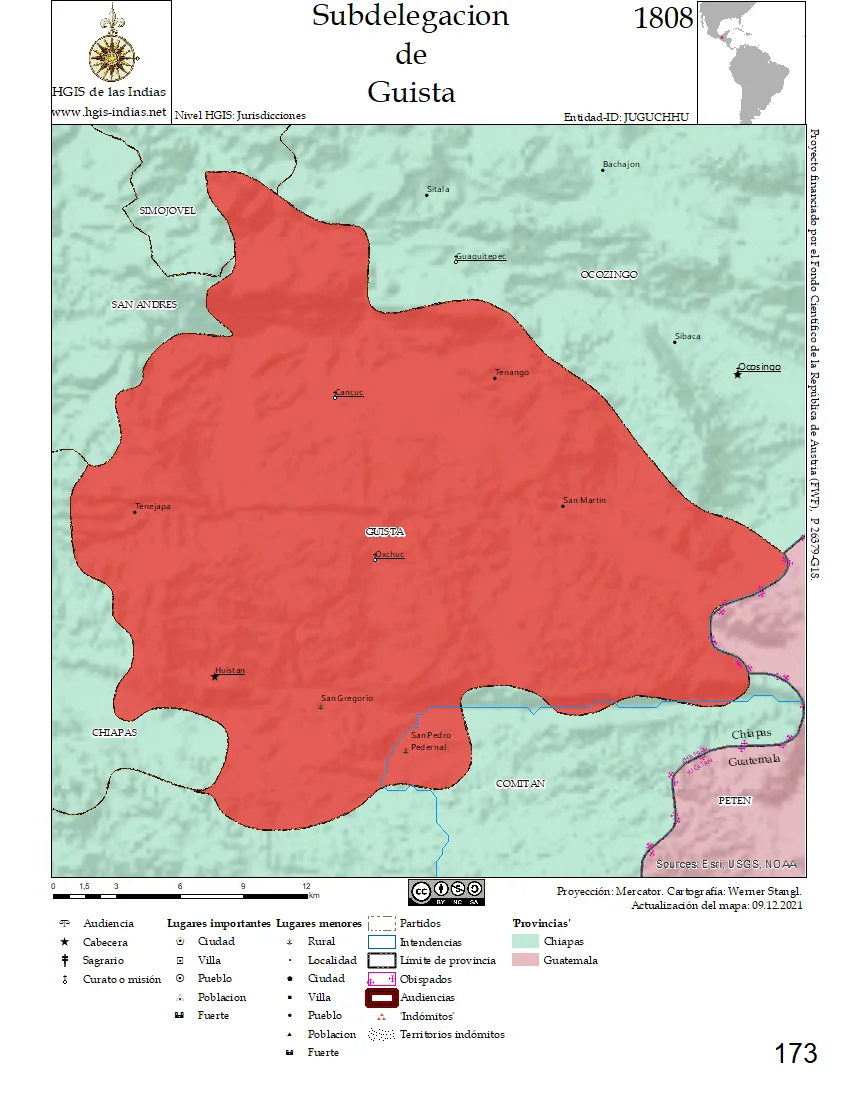 Subdelegacion
de
Guista
1808
HGIS de las Indias
www.hgis-indias.net
Nivel HGIS: Jurisdicciones
Entidad-ID: JUGUCHHU
Proyecto financiado por el Fondo Científico de la República de Austria (FWF), P 26379-G18.
Bachajon
Sitala
SIMOJOVEL
Guaquitepec
OCOZINGO
SAN ANDRES
Sibaca
Ocosingo
Tenango
Cancuc
San Martin
Tenejapa
GUISTA
Oxchuc
Huistan
San Gregorio
CHIAPAS
San Pedro
Pedernal
Chiapas
Guatemala
COMITAN
PETEN
Sources: Esri, USGS, NOAA
0 1,5 3 6 9 12
km
CC BY NC SA
Proyección: Mercator. Cartografía: Werner Stangl.
Actualización del mapa: 09.12.2021
Audiencia
Cabecera
Sagrario
Curato o misión
Lugares importantes
Ciudad
Villa
Pueblo
Poblacion
Fuerte
Lugares menores
Rural
Localidad
Ciudad
Villa
Pueblo
Poblacion
Fuerte
Partidos
Intendencias
Límite de provincia
Obispados
Audiencias
'Indómitos'
Territorios indómitos
'Provincias'
Chiapas
Guatemala
173